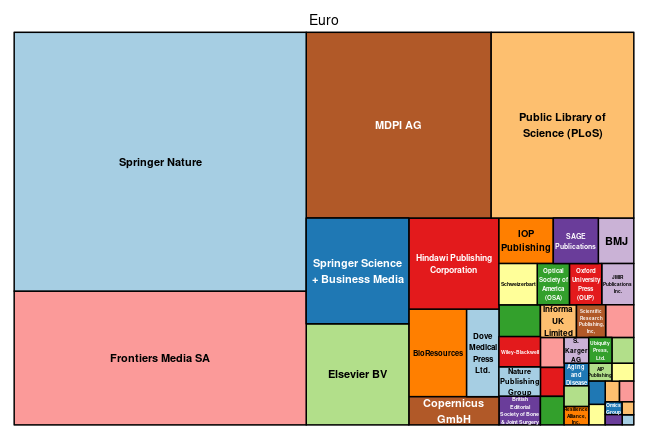 Euro
Springer Nature
Frontiers Media SA
MDPI AG
Public Library of
Science (PLoS)
Springer Science
+ Business Media
Elsevier BV
Hindawi Publishing
Corporation
BioResources
Dove
Medical
Press
Ltd.
Copernicus
GmbH
IOP
Publishing
SAGE
Publications
BMJ
Schweizerbart
Optical
Society of
America
(OSA)
Oxford
University
Press
(OUP)
JMIR
Publications
Inc.
Informa
UK
Limited
Scientific
Research
Publishing,
Inc,
Wiley-Blackwell
S.
Karger
AG
Ubiquity
Press,
Ltd.
Nature
Publishing
Group
Aging
and
Disease
AIP
Publishing
British
Editorial
Society of Bone
& Joint Surgery
Resilience
Alliance,
Inc.
Group